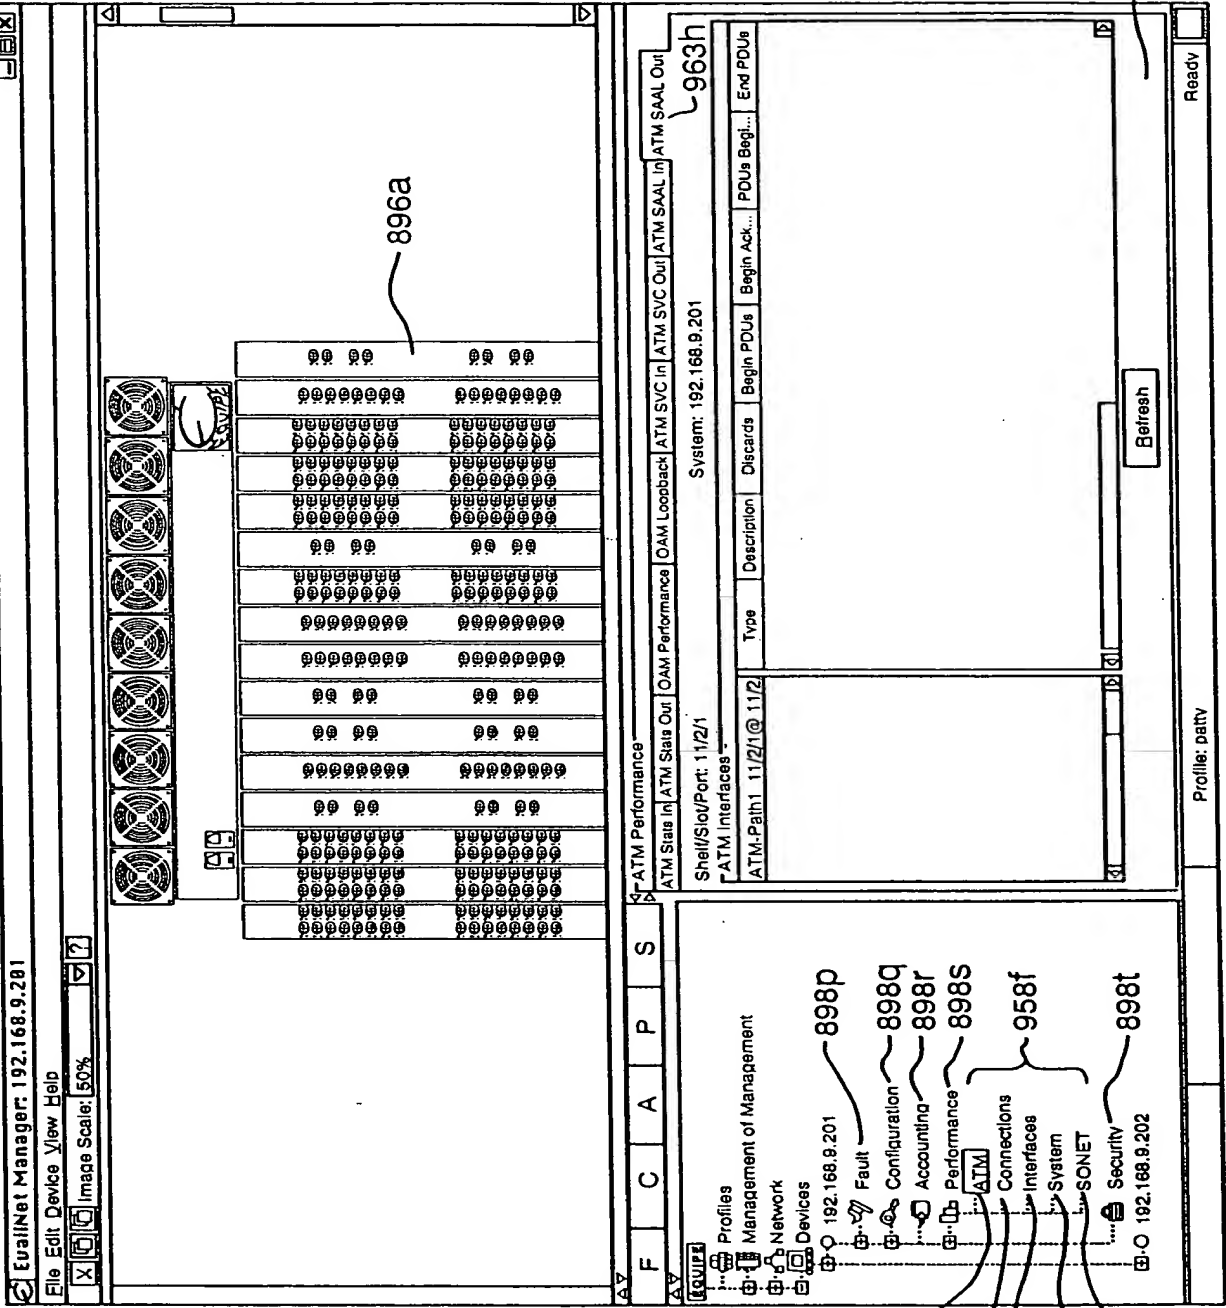 EualiNet Manager: 192.168.9.201
File Edit Device View Help
X Image Scale: 50% ?
896a
F C A P S
EQUIPE
Profiles
Management of Management
Network
Devices
192.168.9.201
898p
Fault
Configuration
898q
Accounting
898r
Performance
898s
ATM
Connections
Interfaces
System
SONET
958f
Security
898t
192.168.9.202
ATM Performance
ATM Stats In ATM Stats Out OAM Performance OAM Loopback ATM SVC In ATM SVC Out ATM SAAL In ATM SAAL Out
963h
Shelf/Slot/Port: 11/2/1 System: 192.168.9.201
ATM Interfaces
Type Description Discards Begin PDUs Begin Ack... PDUs Begi... End PDUs
ATM-Path1 11/2/1@ 11/2
Refresh
Profile: patty Ready